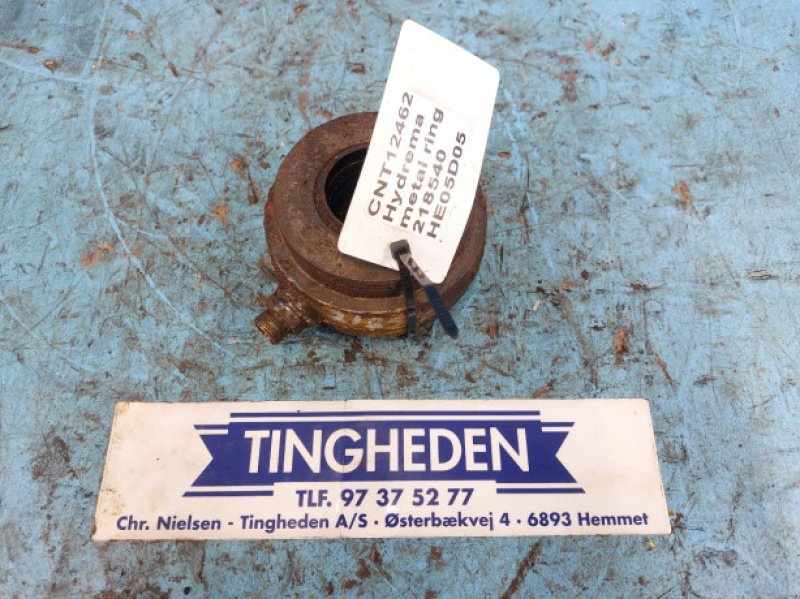 CNT12462
Hydrema
metal ring
218540
HE05D05
TINGHEDEN
TLF. 97 37 52 77
Chr. Nielsen - Tingheden A/S · Østerbækvej 4 · 6893 Hemmet